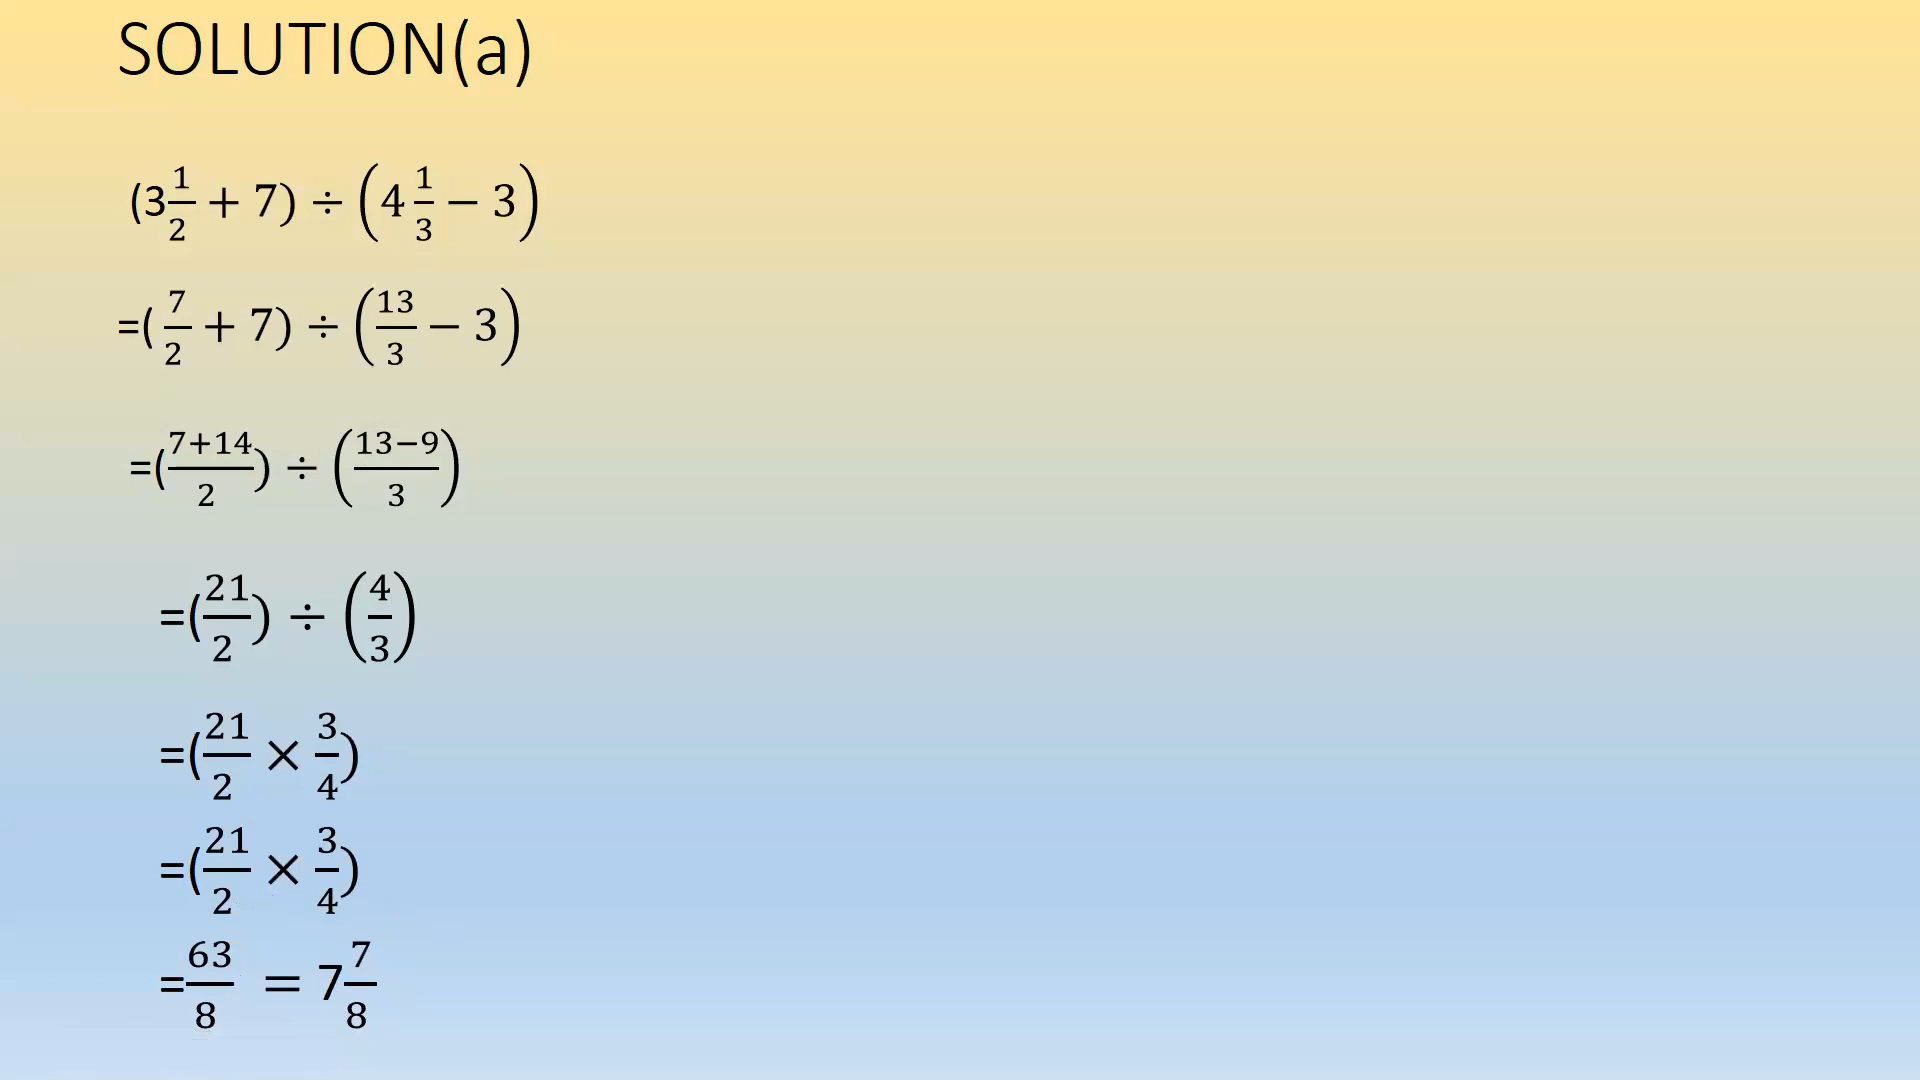 SOLUTION(a)
(3 1/2 + 7) ÷ (4 1/3 − 3)
=( 7/2 + 7) ÷ (13/3 − 3)
=(7+14/2) ÷ (13−9/3)
=(21/2) ÷ (4/3)
=(21/2 × 3/4)
=(21/2 × 3/4)
=63/8 = 7 7/8